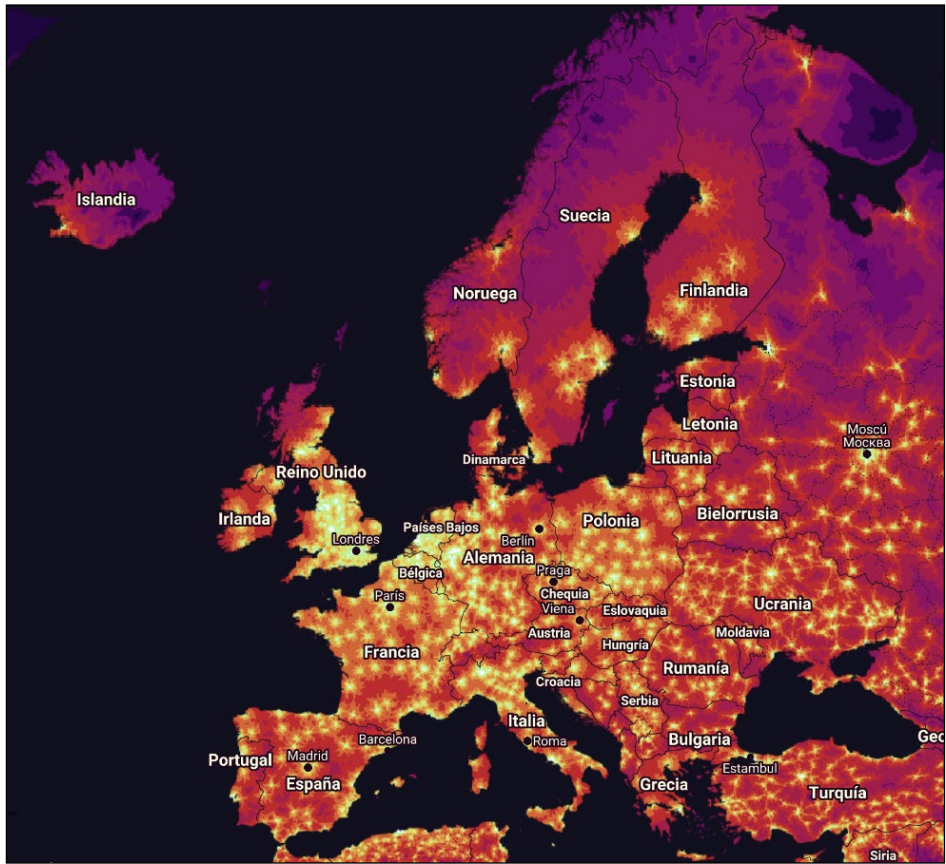 Islandia
Suecia
Noruega
Finlandia
Estonia
Letonia
Moscú
Москва
Dinamarca
Lituania
Reino Unido
Irlanda
Países Bajos
Polonia
Bielorrusia
Londres
Berlín
Alemania
Bélgica
Praga
Chequia
París
Viena
Eslovaquia
Ucrania
Austria
Hungría
Moldavia
Francia
Rumanía
Croacia
Serbia
Italia
Barcelona
Roma
Bulgaria
Geo
Portugal
Madrid
España
Estambul
Grecia
Turquía
Siria